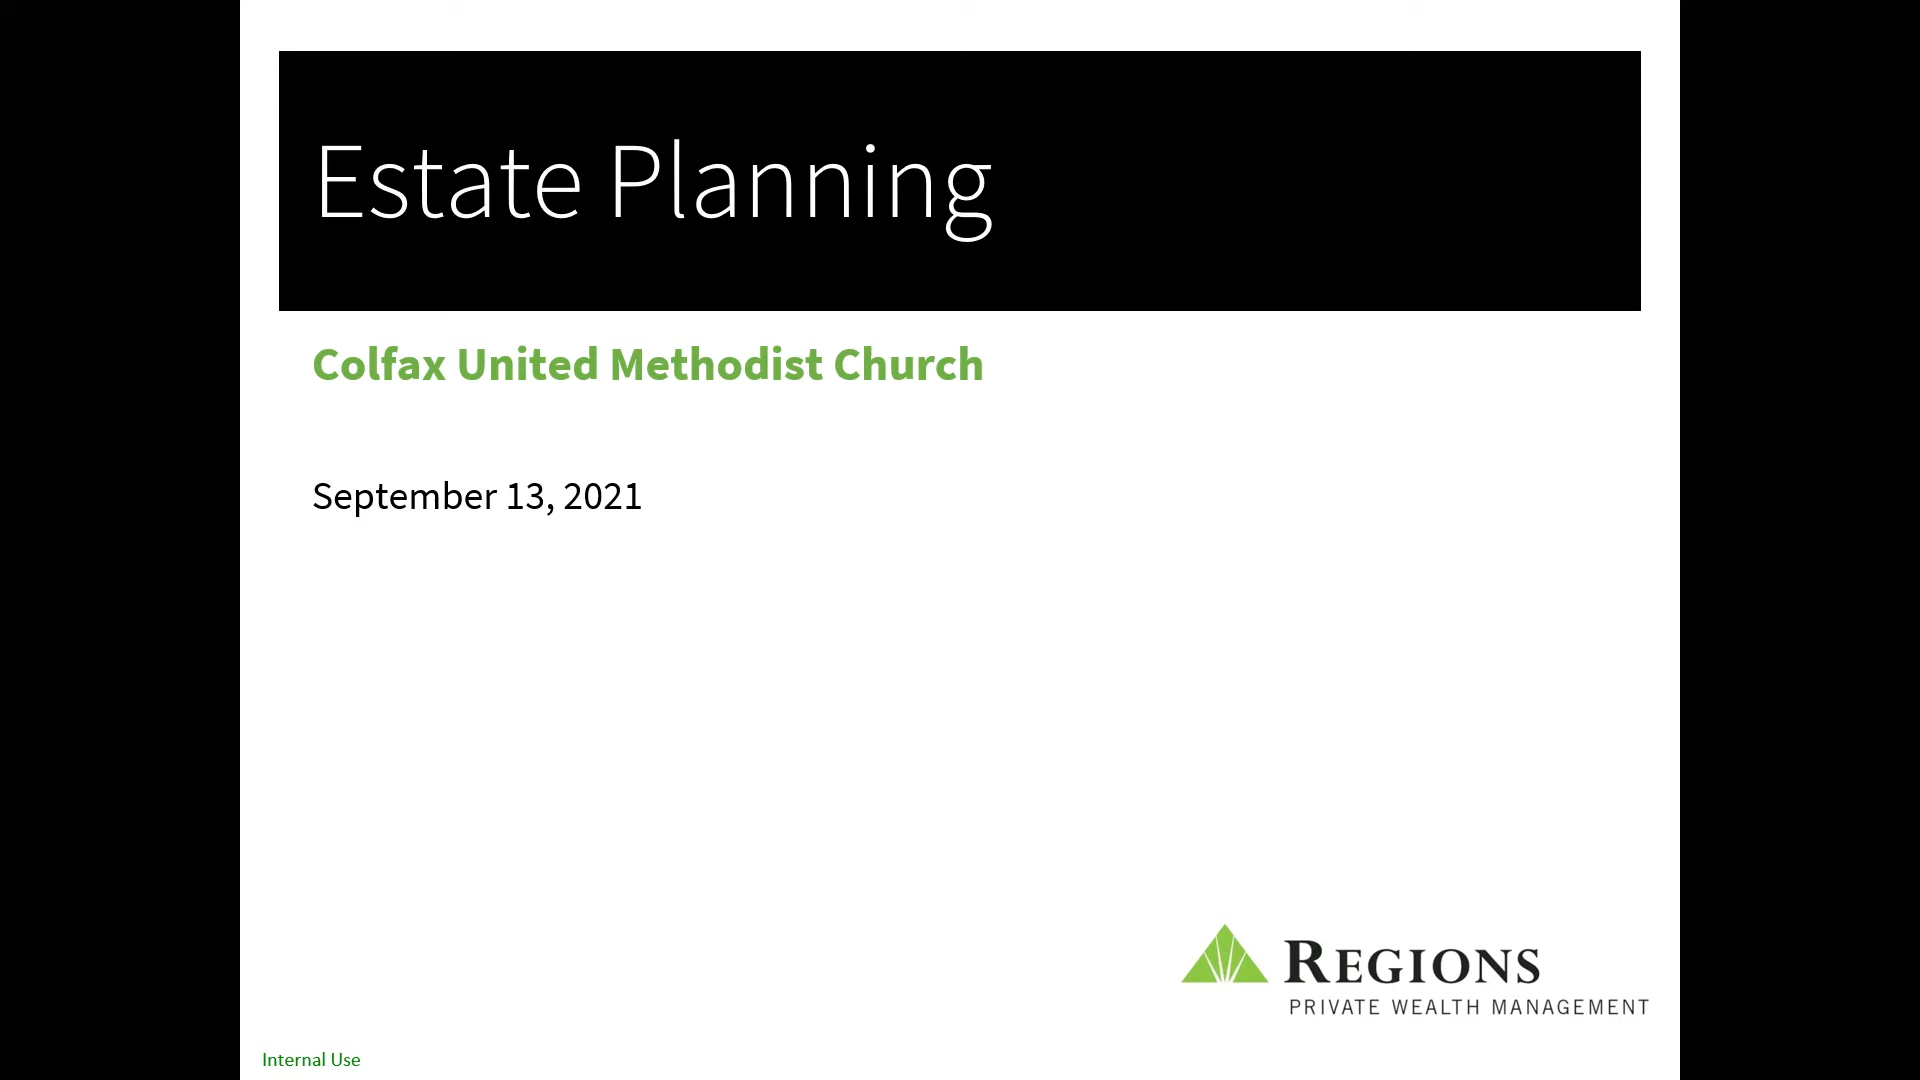 Estate Planning
Colfax United Methodist Church
September 13, 2021
REGIONS
PRIVATE WEALTH MANAGEMENT
Internal Use